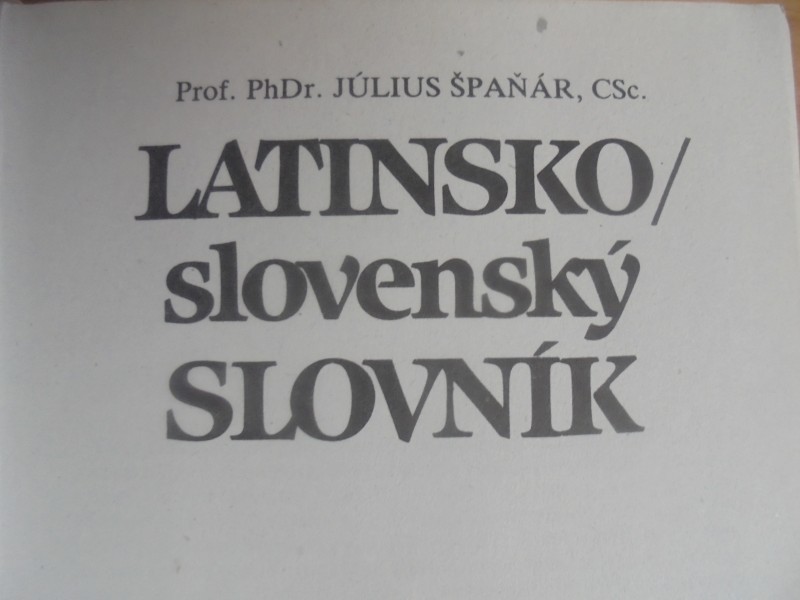 Prof. PhDr. JÚLIUS ŠPAŇÁR, CSc.
LATINSKO/
slovenský
SLOVNÍK